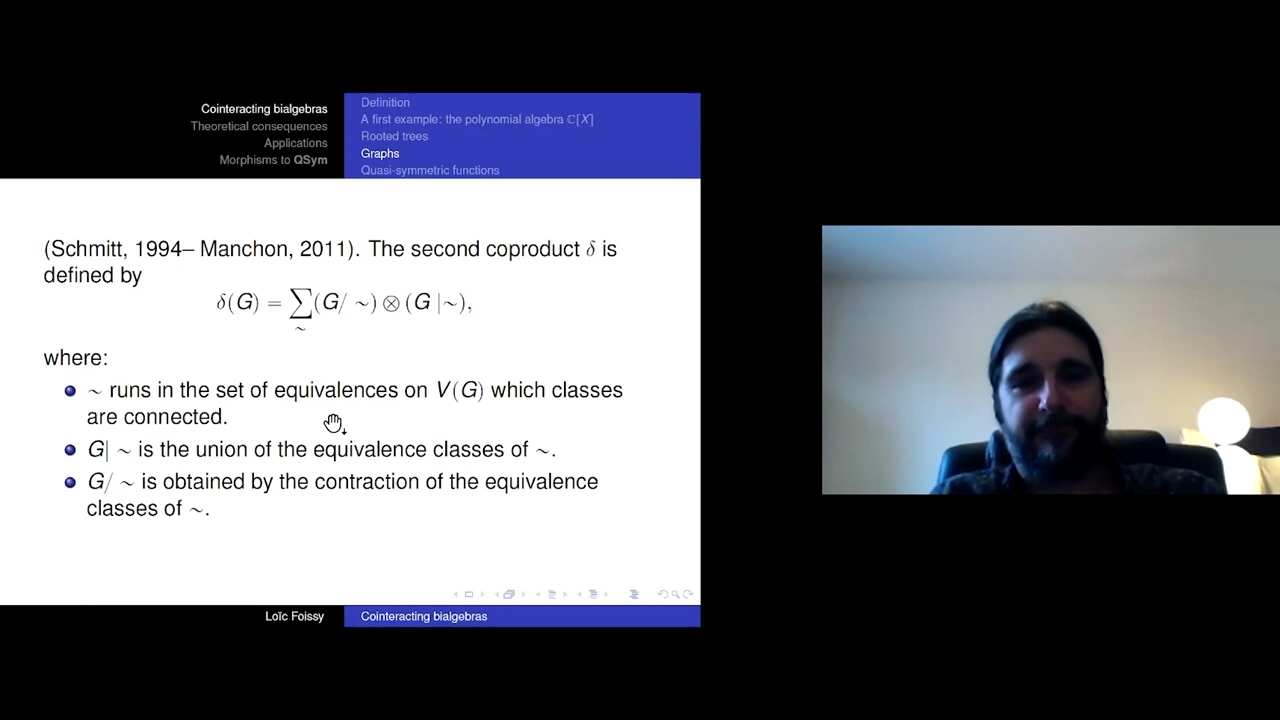 Cointeracting bialgebras
Theoretical consequences
Applications
Morphisms to QSym
Definition
A first example: the polynomial algebra ℂ[X]
Rooted trees
Graphs
Quasi-symmetric functions
(Schmitt, 1994– Manchon, 2011). The second coproduct δ is
defined by
δ(G) = ∑(G/ ∼) ⊗ (G |∼),
∼
where:
∼ runs in the set of equivalences on V(G) which classes
are connected.
G| ∼ is the union of the equivalence classes of ∼.
G/ ∼ is obtained by the contraction of the equivalence
classes of ∼.
Loïc Foissy
Cointeracting bialgebras